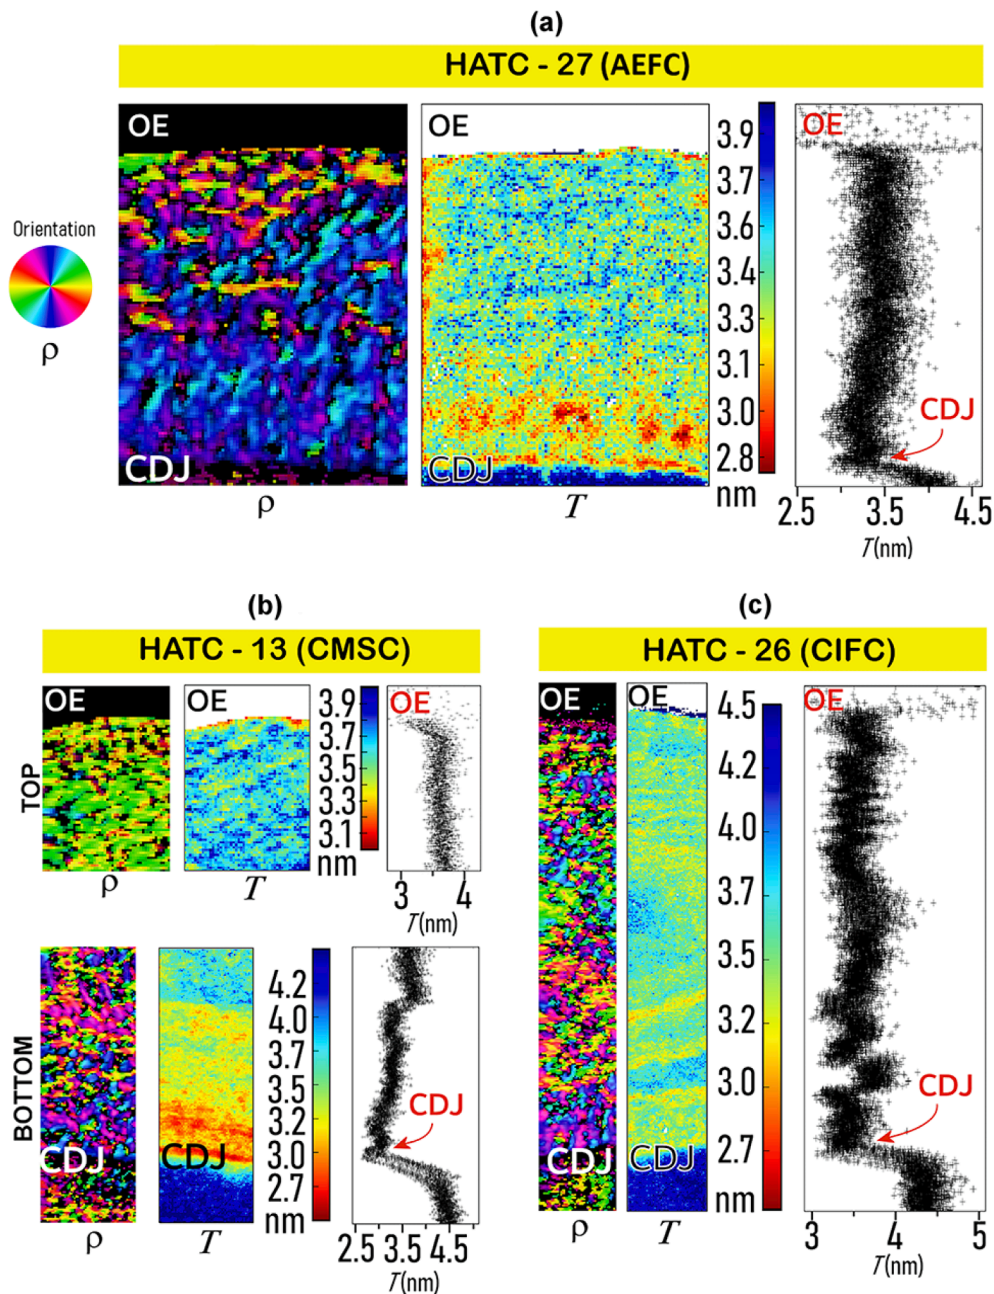 (a)
HATC - 27 (AEFC)
OE
OE
OE
3.9
3.7
3.6
3.4
3.3
3.1
3.0
2.8
nm
Orientation
ρ
CDJ
CDJ
CDJ
ρ
T
2.5
3.5
4.5
T(nm)
(b)
HATC - 13 (CMSC)
TOP
OE
OE
OE
3.9
3.7
3.6
3.4
3.3
3.1
nm
ρ
T
3
4
T(nm)
BOTTOM
4.2
4.0
3.7
3.5
3.2
3.0
2.7
nm
CDJ
CDJ
CDJ
ρ
T
2.5
3.5
4.5
T(nm)
(c)
HATC - 26 (CIFC)
OE
OE
OE
4.5
4.2
4.0
3.7
3.5
3.2
3.0
2.7
nm
CDJ
CDJ
CDJ
ρ
T
3
4
5
T(nm)